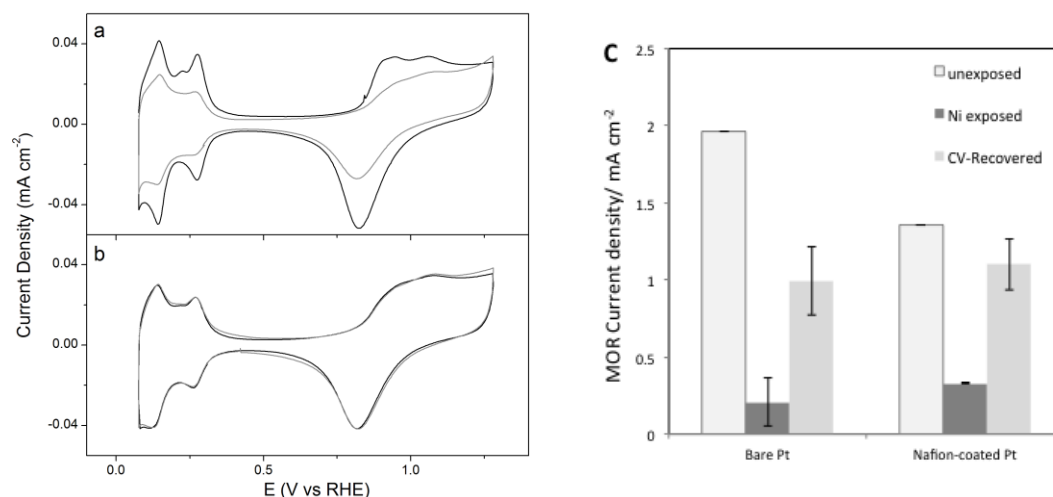 a
0.04
0.00
-0.04
b
0.04
0.00
-0.04
Current Density (mA cm⁻²)
0.0
0.5
1.0
E (V vs RHE)
C
2.5
2
1.5
1
0.5
0
MOR Current density/ mA cm⁻²
unexposed
Ni exposed
CV-Recovered
Bare Pt
Nafion-coated Pt